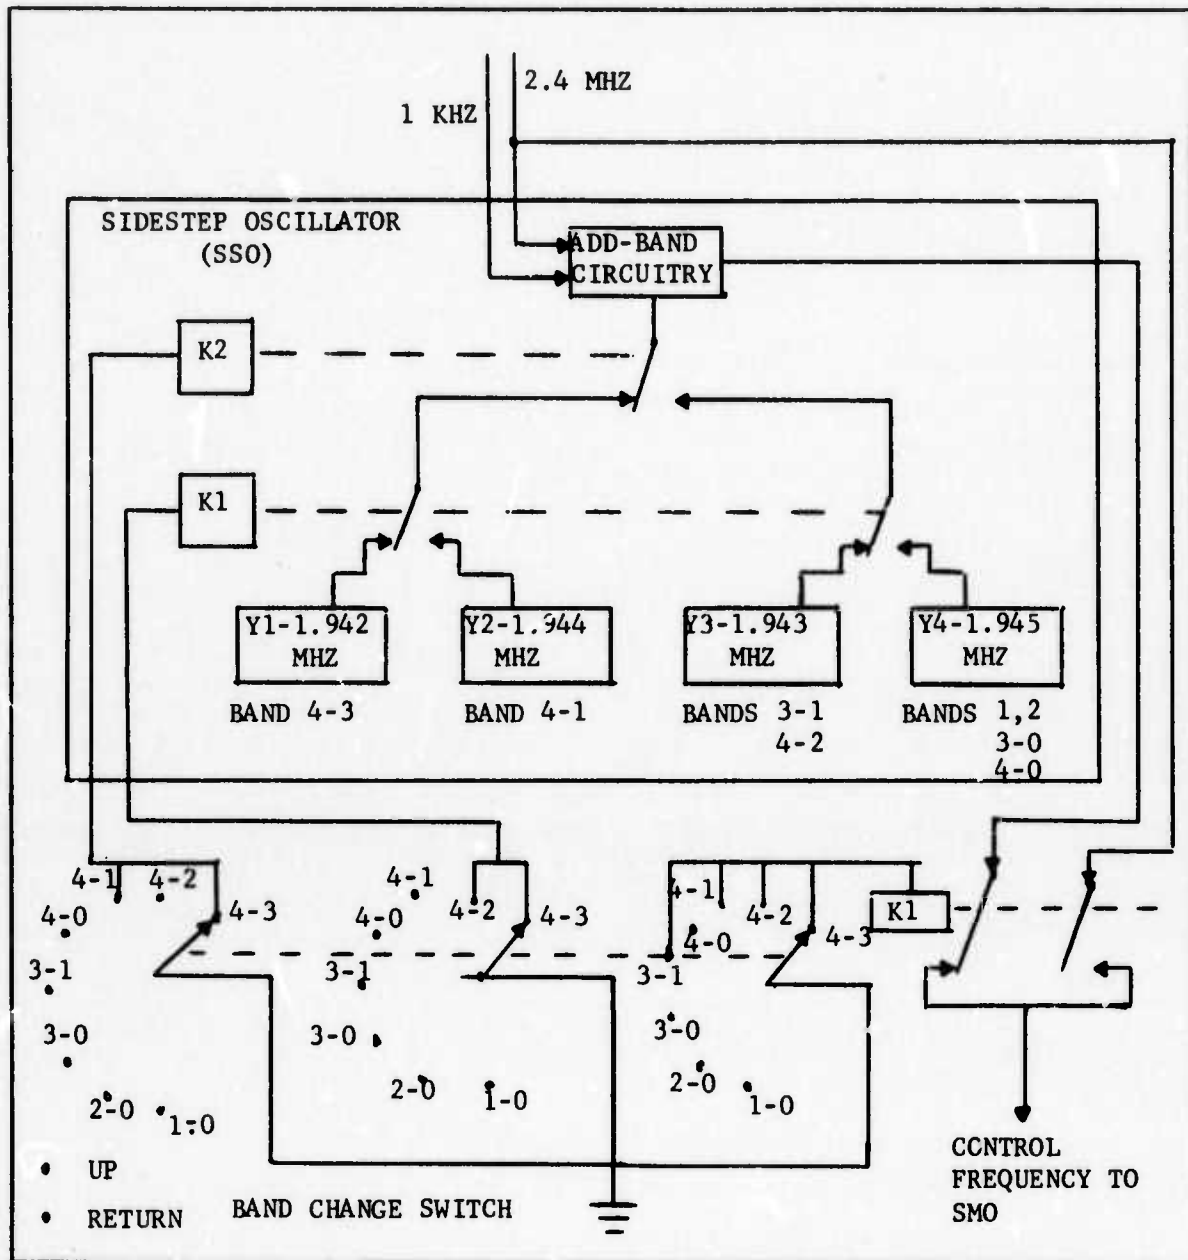 2.4 MHZ
1 KHZ
SIDESTEP OSCILLATOR
(SSO)
ADD-BAND
CIRCUITRY
K2
K1
Y1-1.942
MHZ
Y2-1.944
MHZ
Y3-1.943
MHZ
Y4-1.945
MHZ
BAND 4-3
BAND 4-1
BANDS 3-1
4-2
BANDS 1,2
3-0
4-0
4-1 4-2
4-0 4-3
3-1
3-0
2-0 1-0
4-1
4-0 4-2 4-3
3-1
3-0
2-0 1-0
4-1
4-0 4-2 4-3
3-1
3-0
2-0 1-0
K1
UP
RETURN
BAND CHANGE SWITCH
CONTROL
FREQUENCY TO
SMO